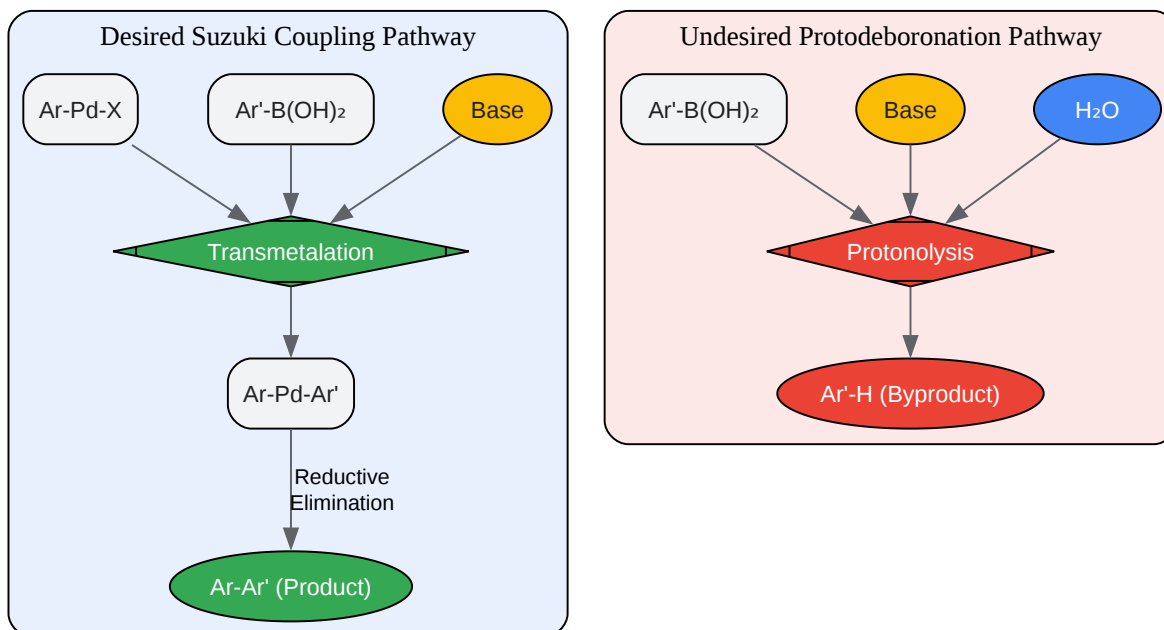 Desired Suzuki Coupling Pathway
Ar-Pd-X
Ar'-B(OH)₂
Base
Transmetalation
Ar-Pd-Ar'
Reductive
Elimination
Ar-Ar' (Product)
Undesired Protodeboronation Pathway
Ar'-B(OH)₂
Base
H₂O
Protonolysis
Ar'-H (Byproduct)